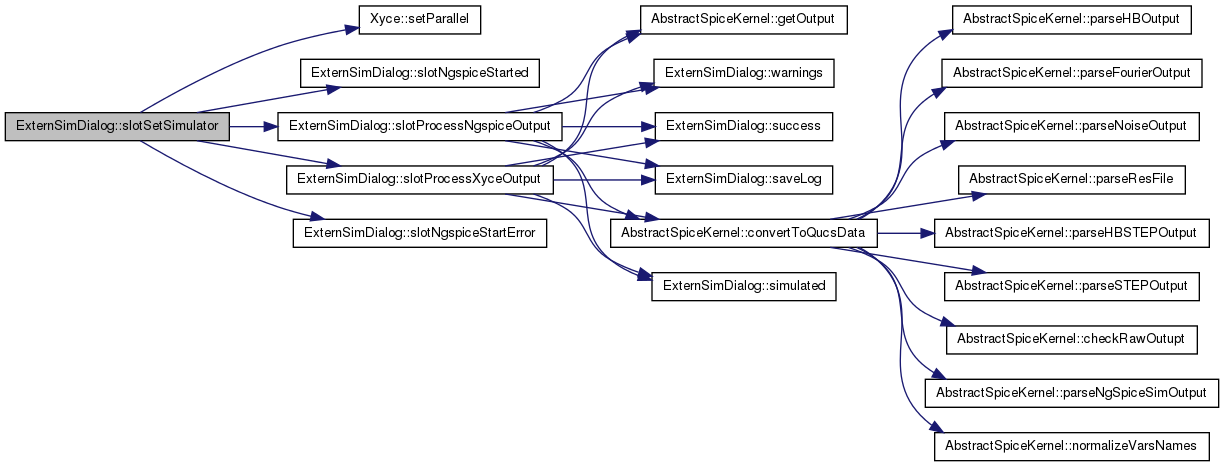 ExternSimDialog::slotSetSimulator
Xyce::setParallel
ExternSimDialog::slotNgspiceStarted
ExternSimDialog::slotProcessNgspiceOutput
ExternSimDialog::slotProcessXyceOutput
ExternSimDialog::slotNgspiceStartError
AbstractSpiceKernel::getOutput
ExternSimDialog::warnings
ExternSimDialog::success
ExternSimDialog::saveLog
AbstractSpiceKernel::convertToQucsData
ExternSimDialog::simulated
AbstractSpiceKernel::parseHBOutput
AbstractSpiceKernel::parseFourierOutput
AbstractSpiceKernel::parseNoiseOutput
AbstractSpiceKernel::parseResFile
AbstractSpiceKernel::parseHBSTEPOutput
AbstractSpiceKernel::parseSTEPOutput
AbstractSpiceKernel::checkRawOutupt
AbstractSpiceKernel::parseNgSpiceSimOutput
AbstractSpiceKernel::normalizeVarsNames